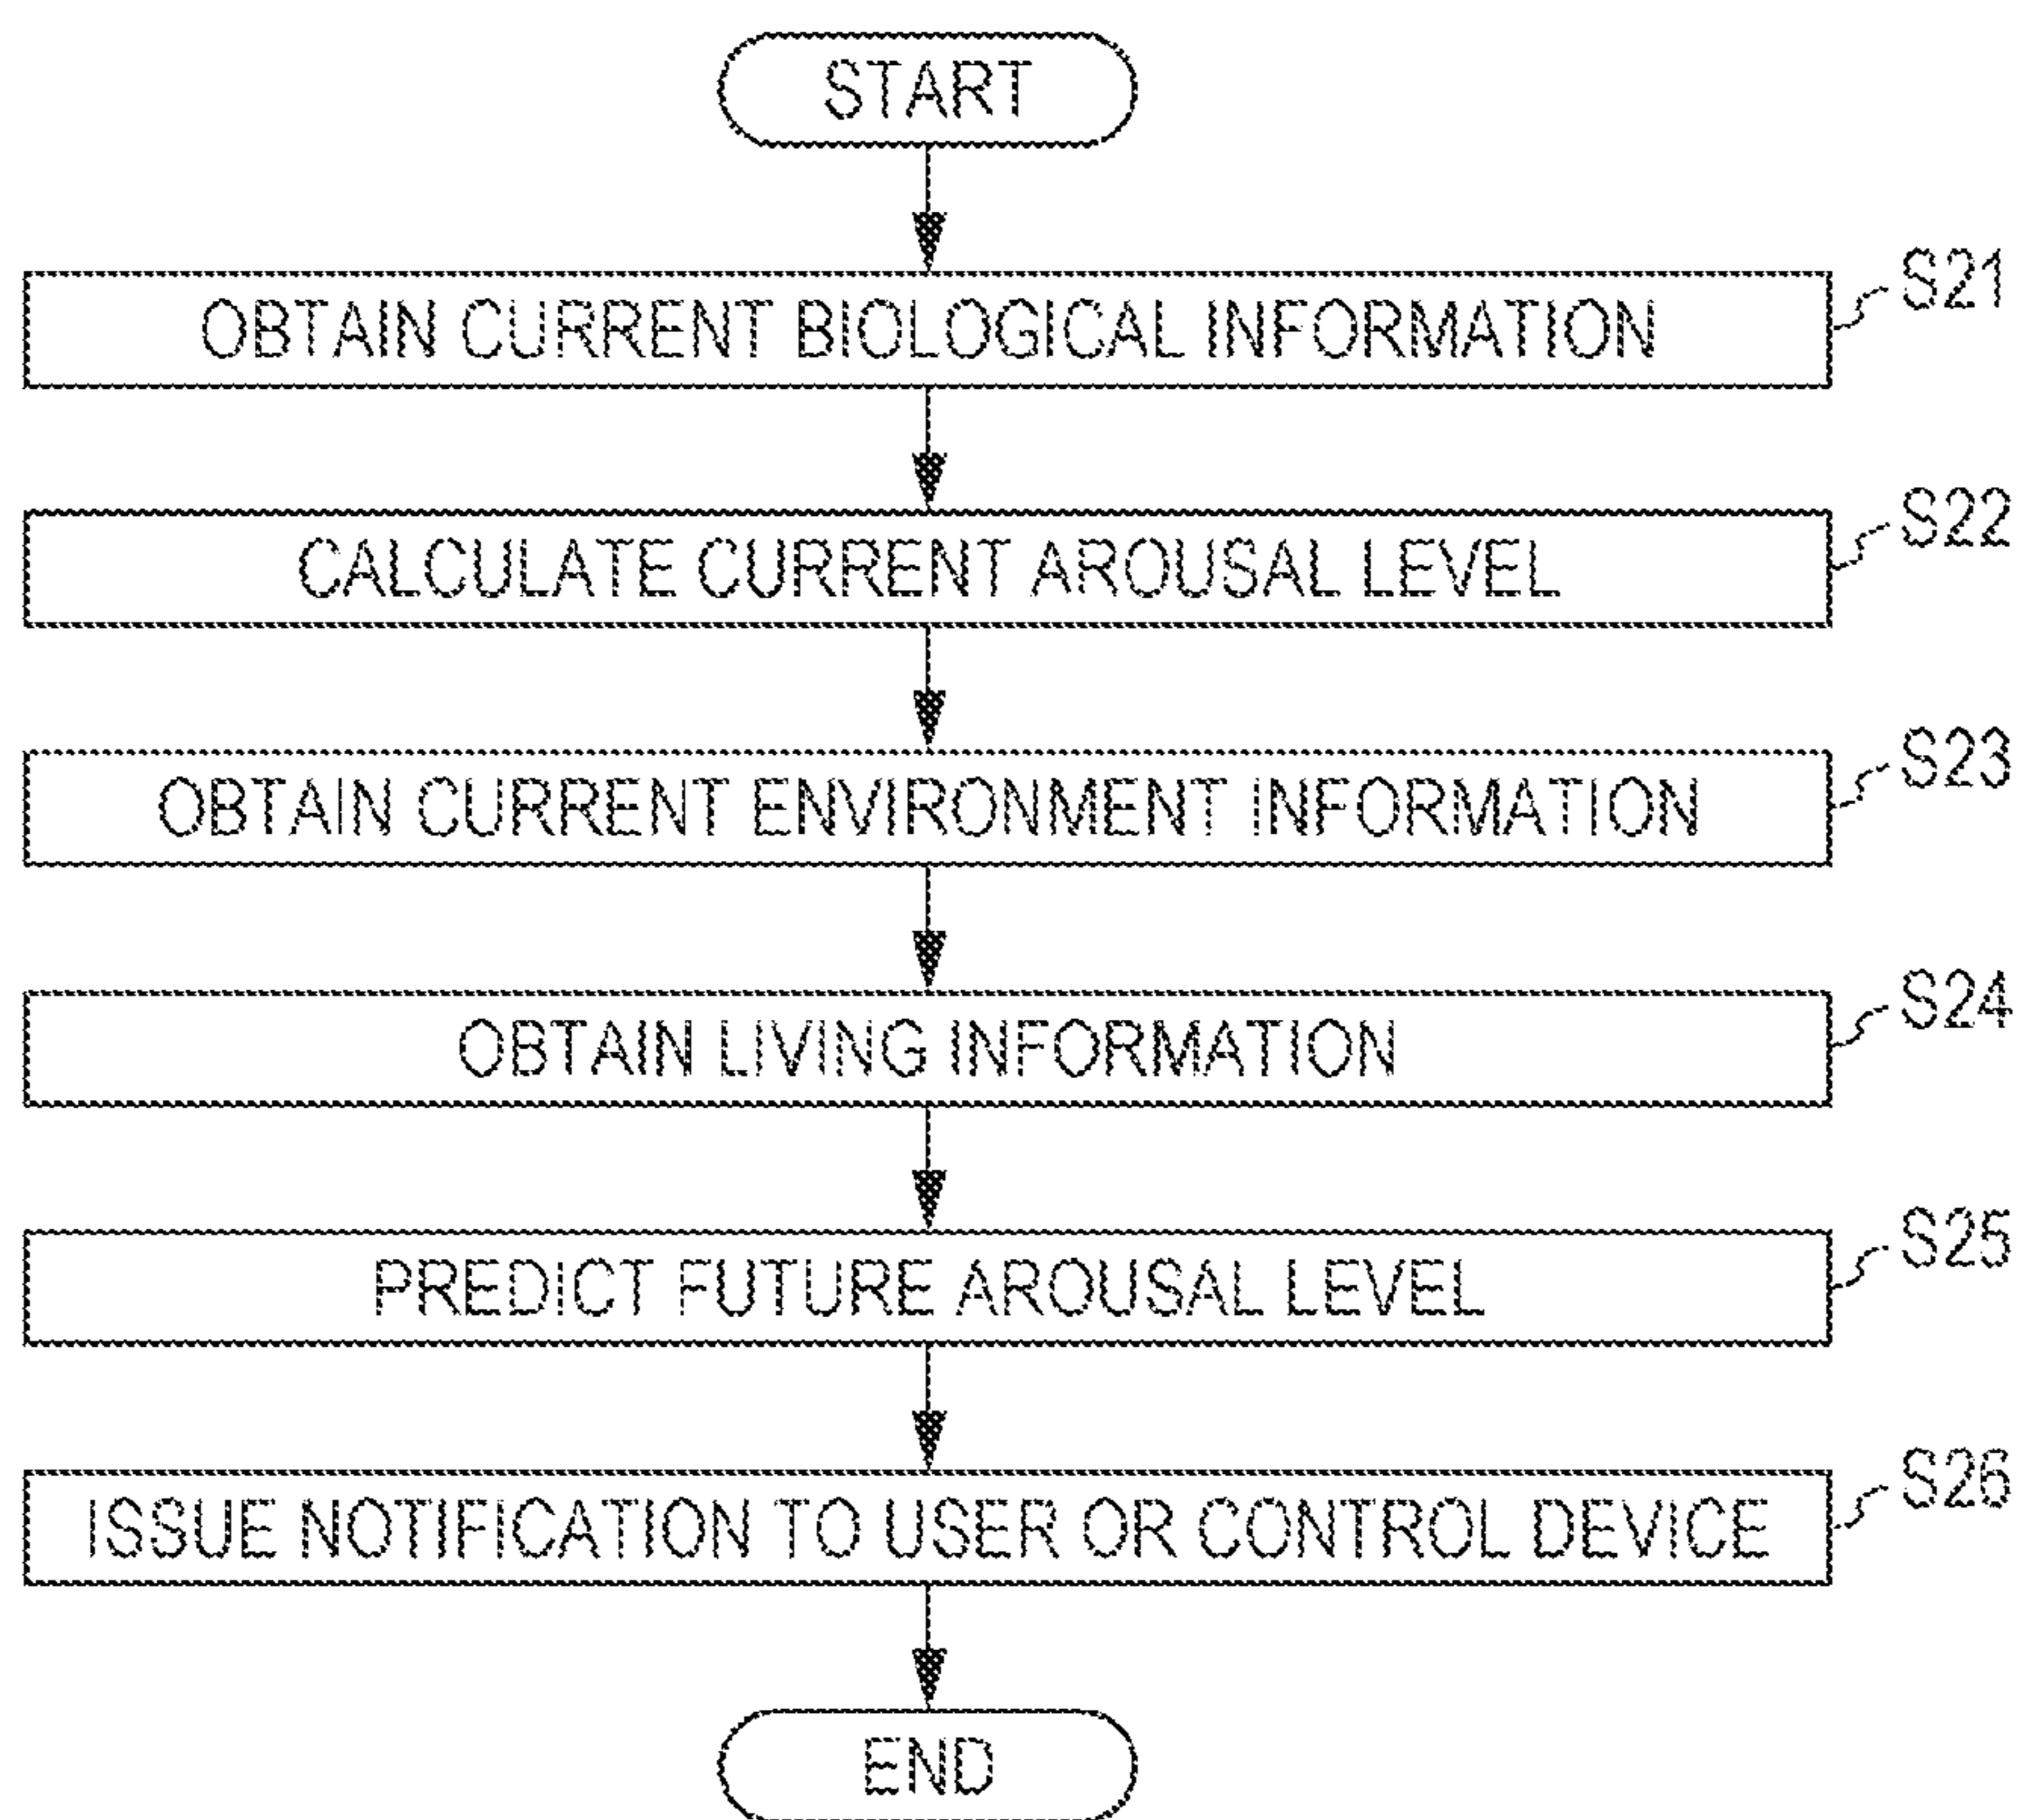 START
OBTAIN CURRENT BIOLOGICAL INFORMATION
S21
CALCULATE CURRENT AROUSAL LEVEL
S22
OBTAIN CURRENT ENVIRONMENT INFORMATION
S23
OBTAIN LIVING INFORMATION
S24
PREDICT FUTURE AROUSAL LEVEL
S25
ISSUE NOTIFICATION TO USER OR CONTROL DEVICE
S26
END